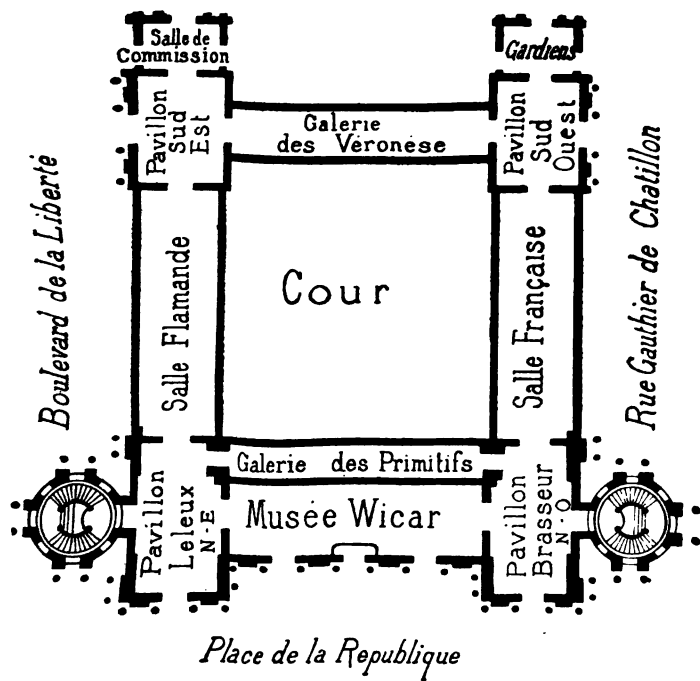 Salle de
Commission
Gardiens
Pavillon
Sud
Est
Galerie
des Véronèse
Pavillon
Sud
Ouest
Boulevard de la Liberté
Salle Flamande
Cour
Salle Française
Rue Gauthier de Chatillon
Galerie des Primitifs
Pavillon
Leleux
N-E
Musée Wicar
Pavillon
Brasseur
N-O
Place de la Republique